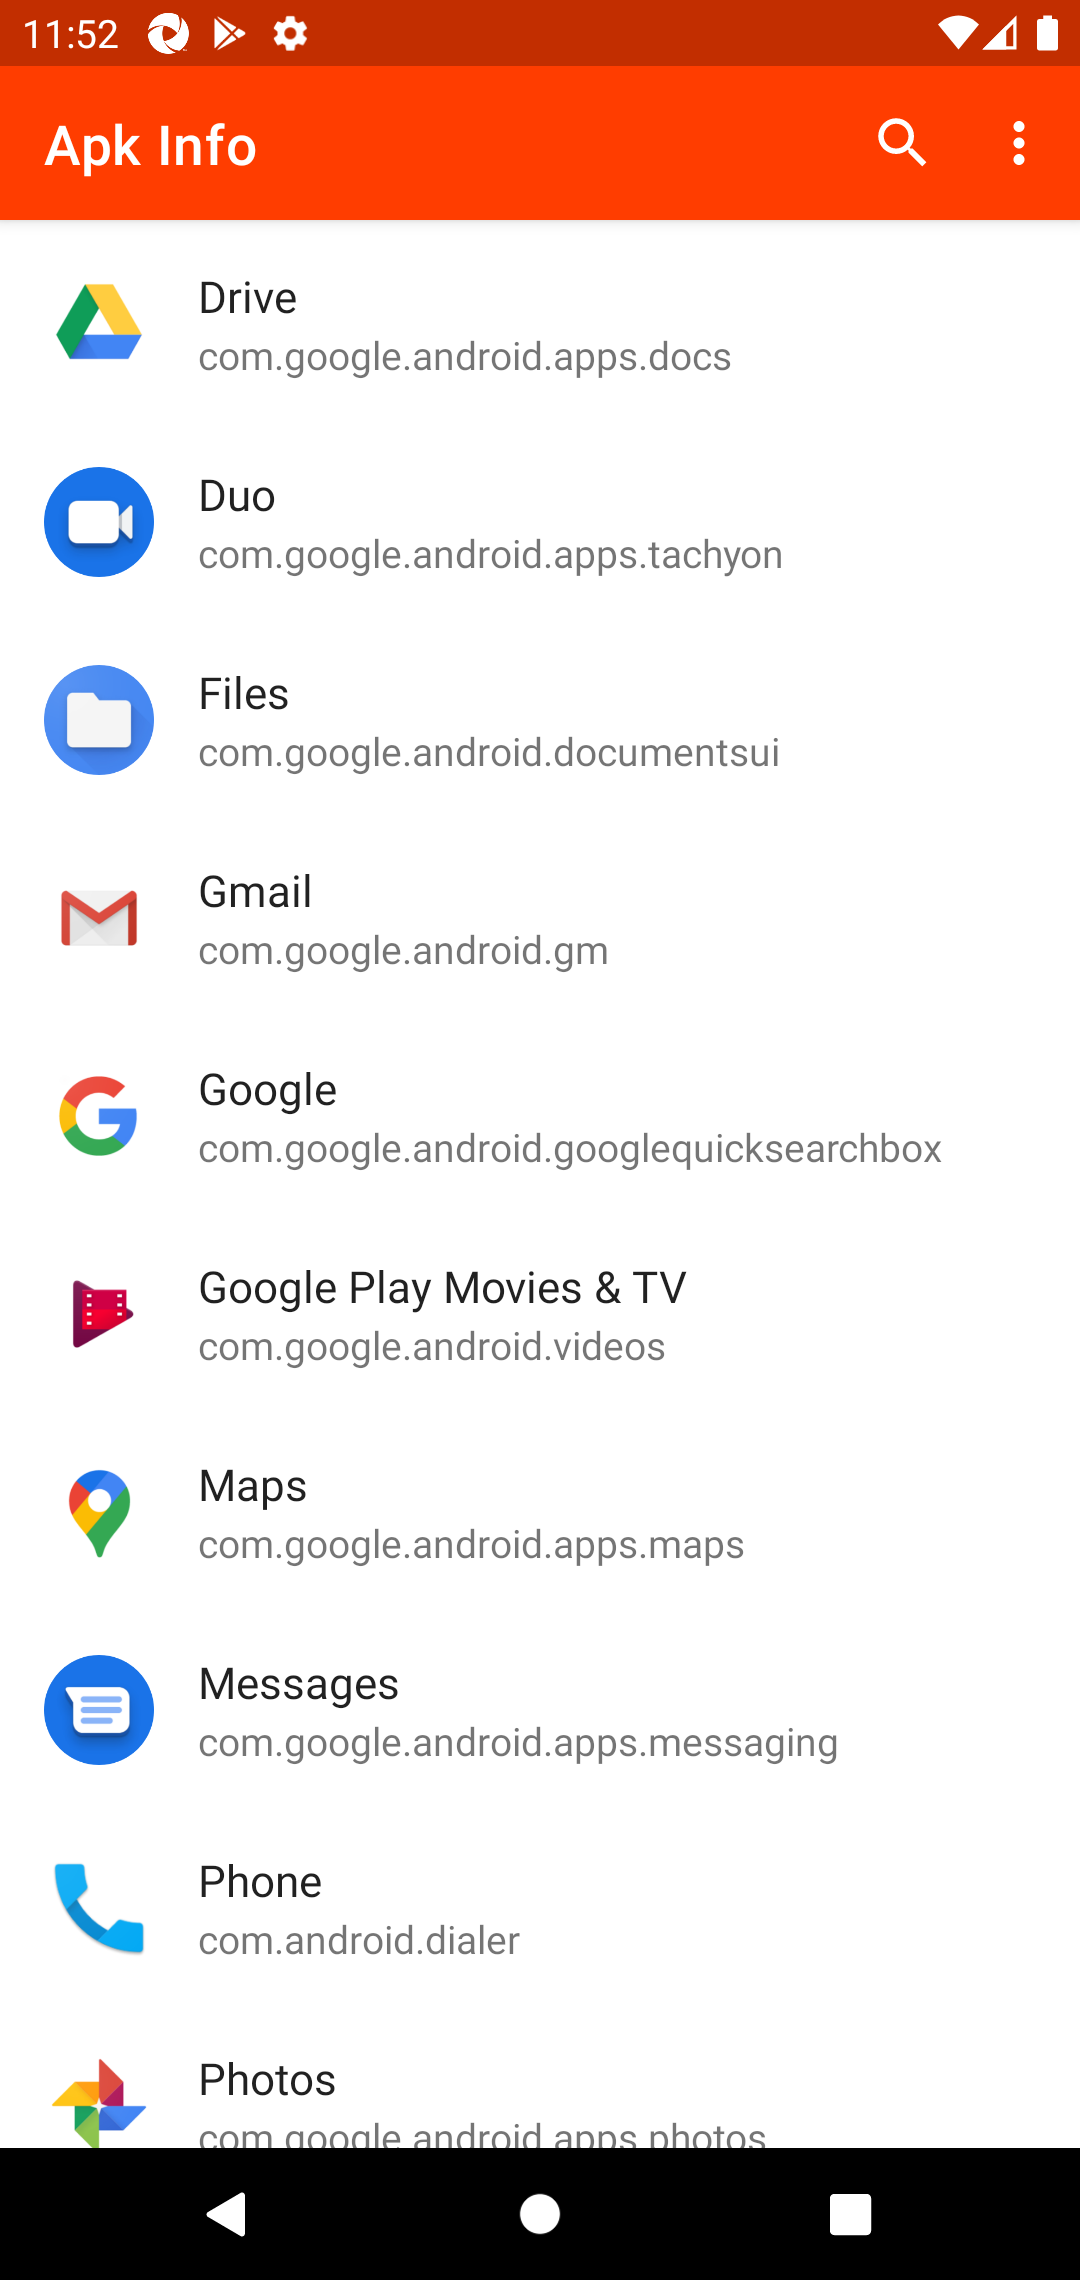 11:52
Apk Info
Drive
com.google.android.apps.docs
Duo
com.google.android.apps.tachyon
Files
com.google.android.documentsui
Gmail
com.google.android.gm
Google
com.google.android.googlequicksearchbox
Google Play Movies & TV
com.google.android.videos
Maps
com.google.android.apps.maps
Messages
com.google.android.apps.messaging
Phone
com.android.dialer
Photos
com.google.android.apps.photos